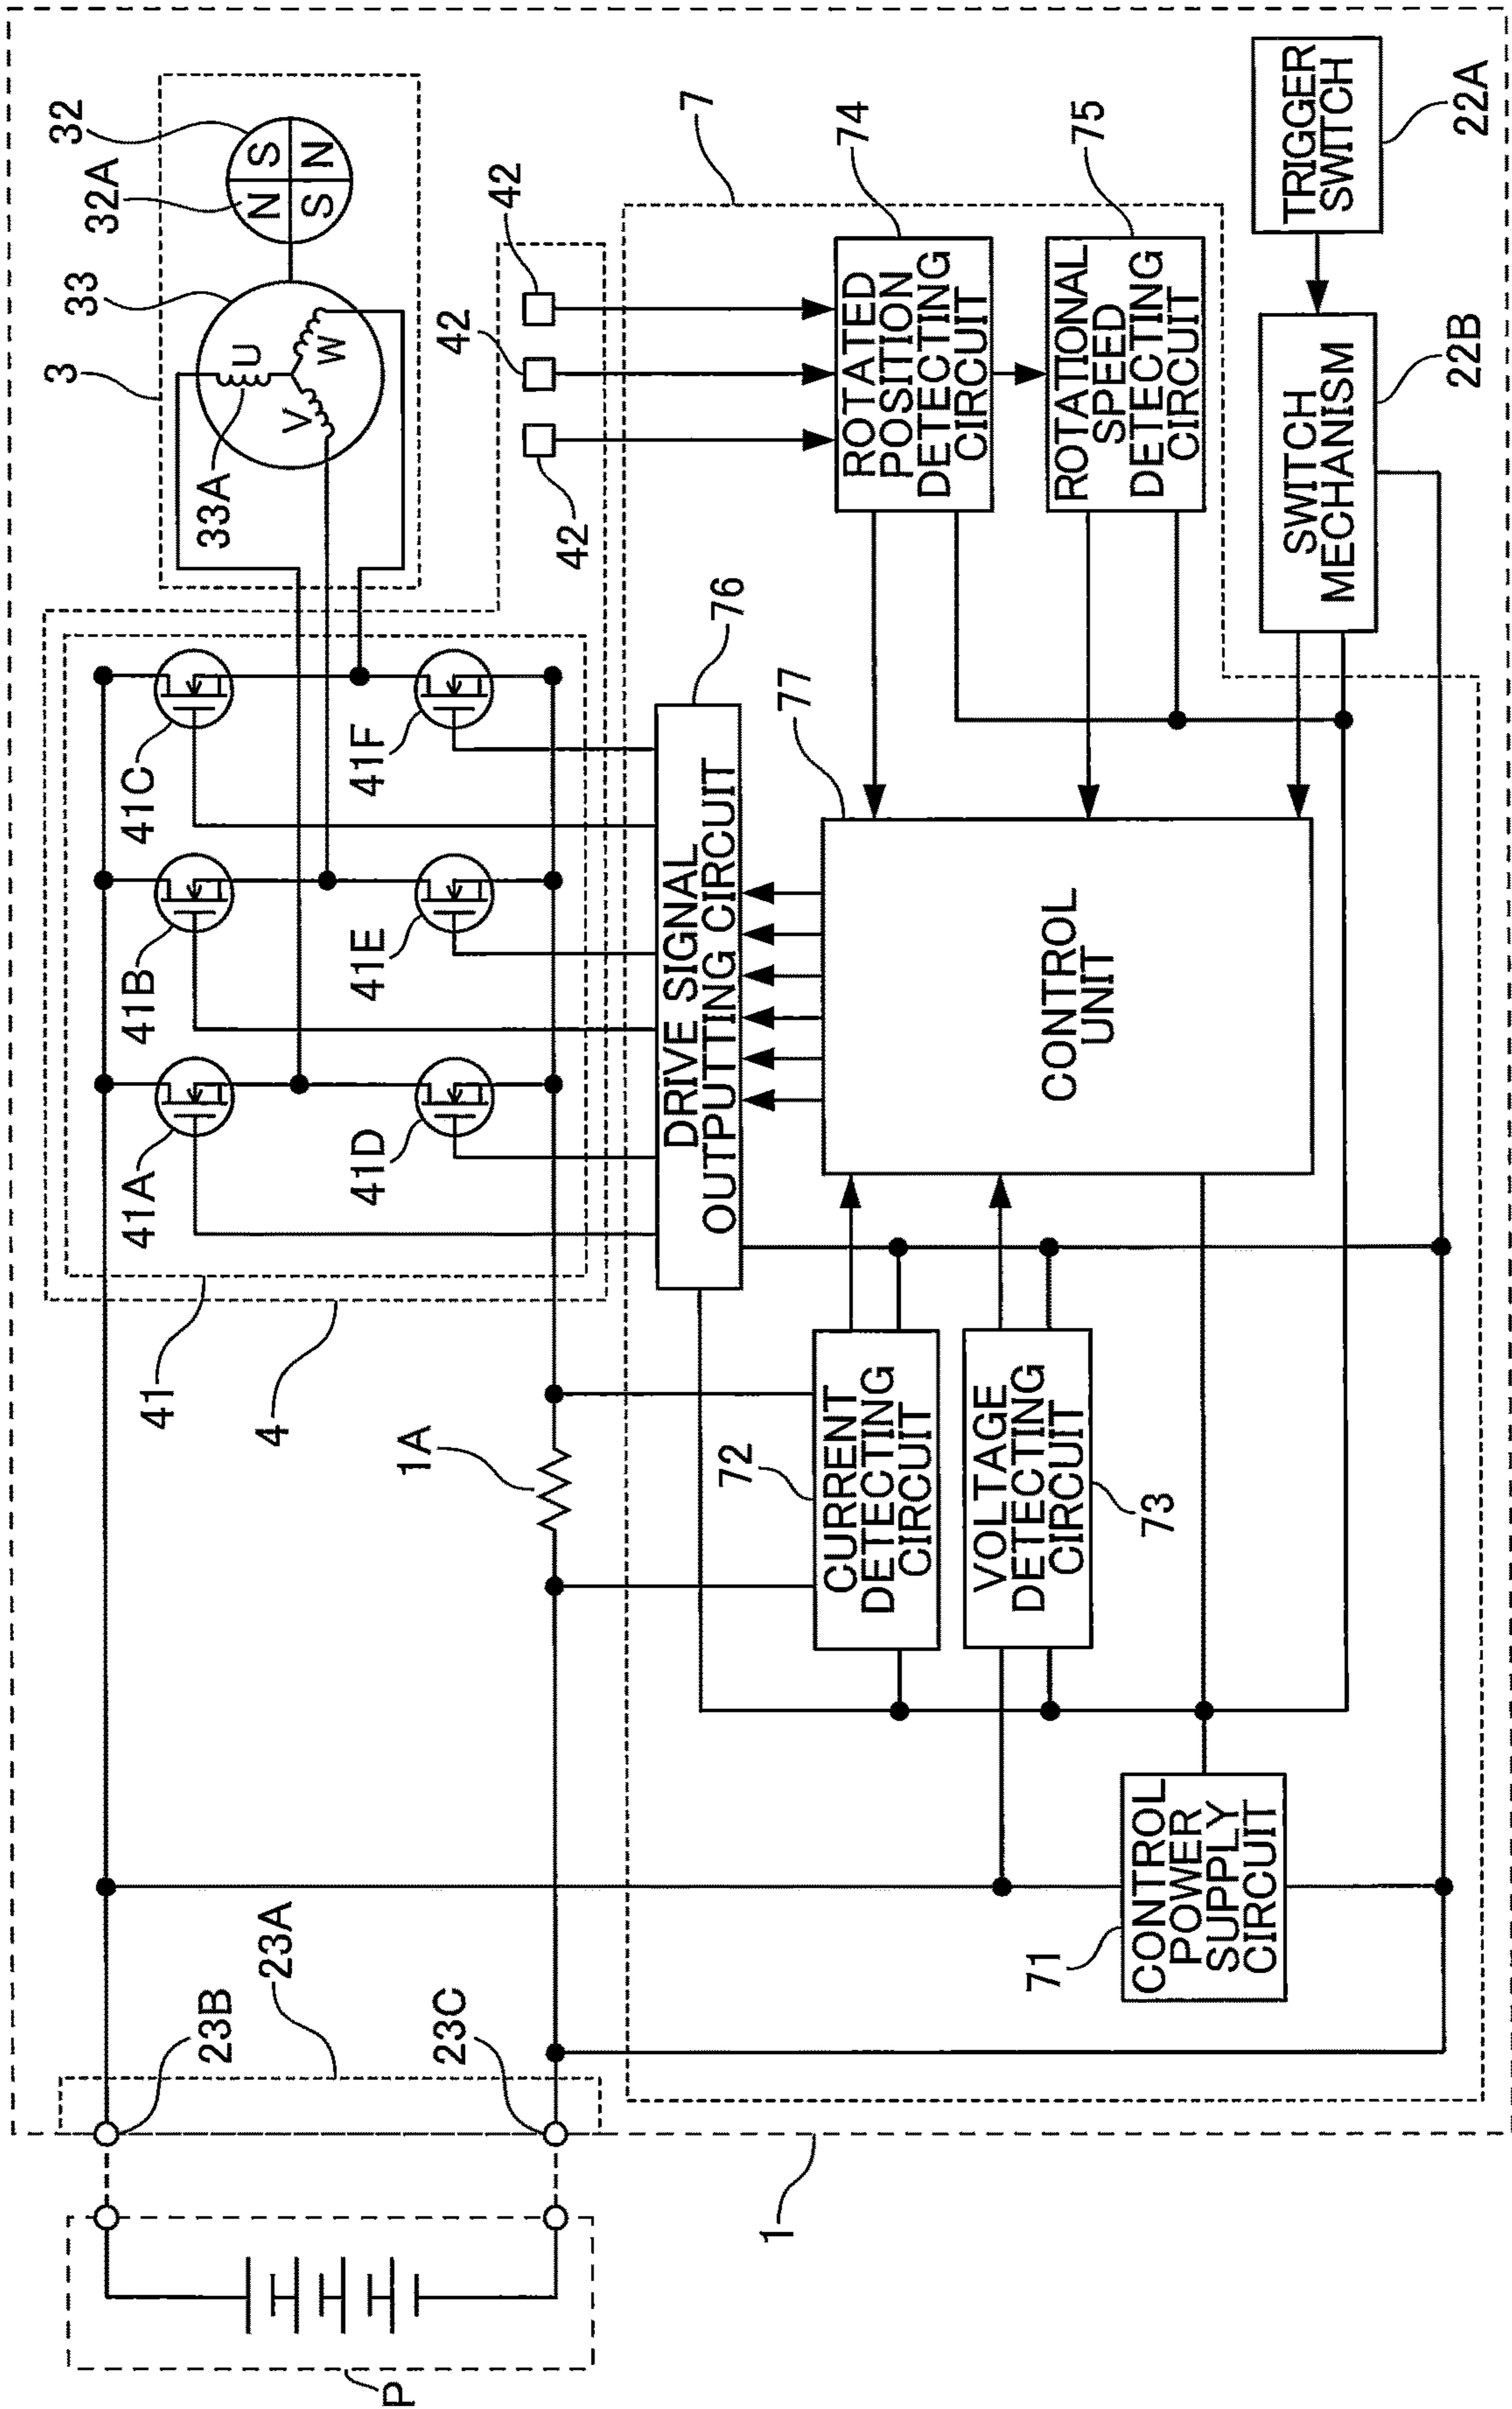 P
23B
23A
23C
1
41
4
1A
41A
41B
41C
41D
41E
41F
3
33
32A
32
33A
U
V
W
N
S
S
N
42
42
42
7
76
DRIVE SIGNAL
OUTPUTTING CIRCUIT
72
CURRENT
DETECTING
CIRCUIT
VOLTAGE
DETECTING
CIRCUIT
73
71
CONTROL
POWER
SUPPLY
CIRCUIT
77
CONTROL
UNIT
74
ROTATED
POSITION
DETECTING
CIRCUIT
75
ROTATIONAL
SPEED
DETECTING
CIRCUIT
SWITCH
MECHANISM
22B
TRIGGER
SWITCH
22A